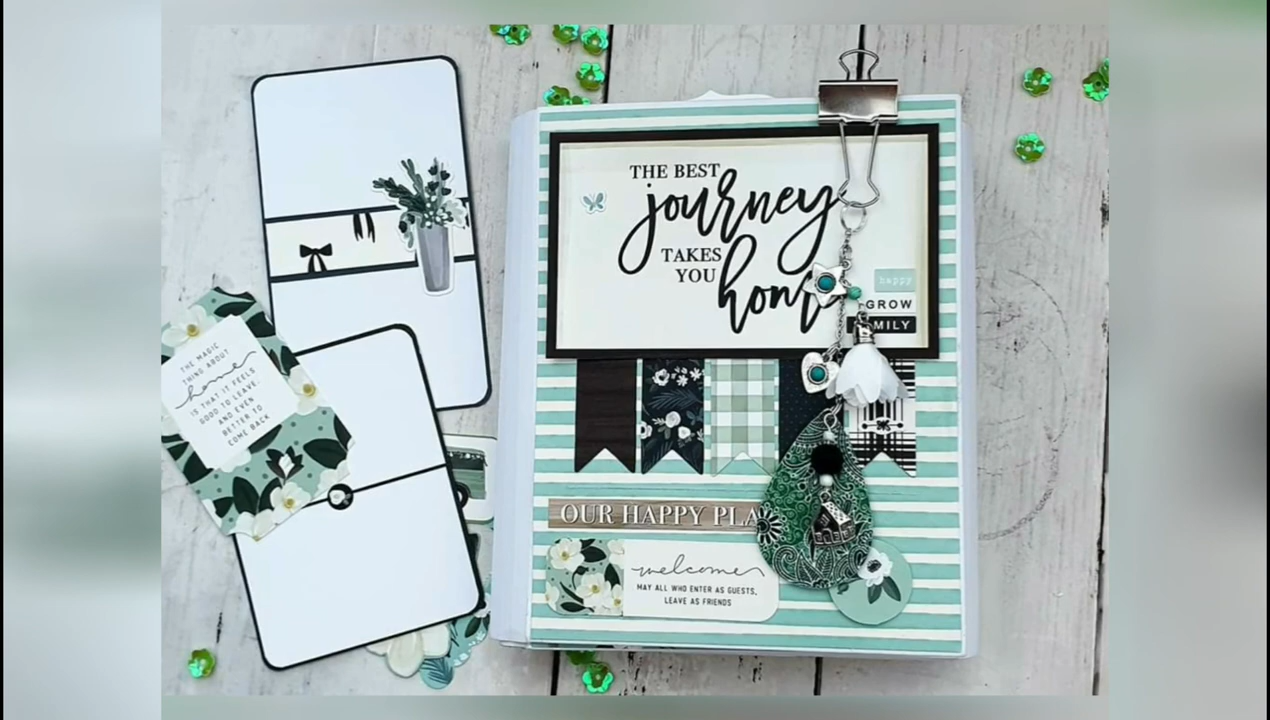 THE BEST
journey
TAKES
YOU
happy
GROW
OUR HAPPY
welcome
MAY ALL WHO ENTER AS GUESTS,
LEAVE AS FRIENDS
THE MAGIC
THING ABOUT
home
IS THAT IT FEELS
GOOD TO LEAVE,
AND EVEN
BETTER TO
COME BACK